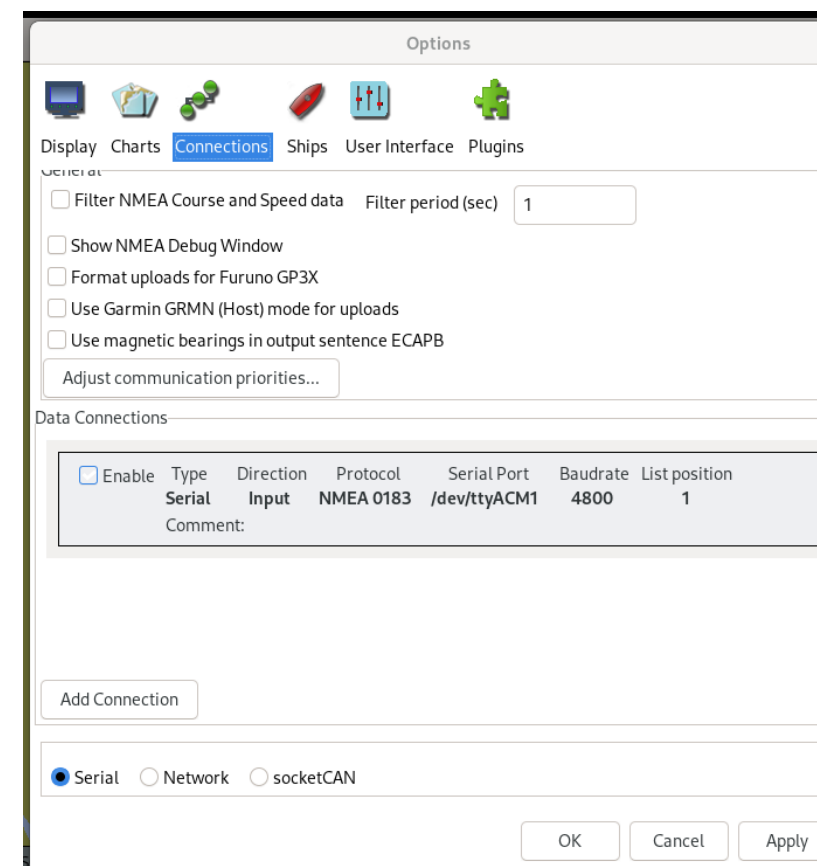 Options
Display Charts Connections Ships User Interface Plugins
General
Filter NMEA Course and Speed data Filter period (sec) 1
Show NMEA Debug Window
Format uploads for Furuno GP3X
Use Garmin GRMN (Host) mode for uploads
Use magnetic bearings in output sentence ECAPB
Adjust communication priorities...
Data Connections
Enable Type Direction Protocol Serial Port Baudrate List position
Serial Input NMEA 0183 /dev/ttyACM1 4800 1
Comment:
Add Connection
Serial Network socketCAN
OK Cancel Apply